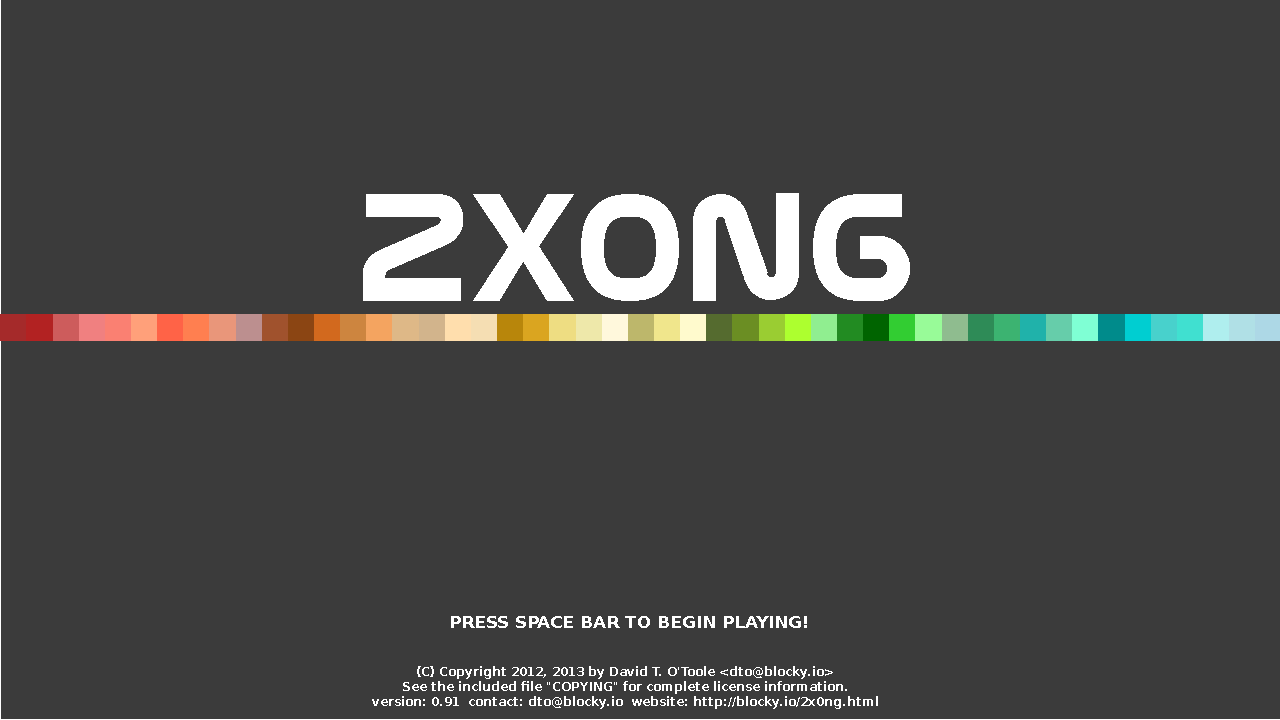 2XONG
PRESS SPACE BAR TO BEGIN PLAYING!
(C) Copyright 2012, 2013 by David T. O'Toole <dto@blocky.io>
See the included file "COPYING" for complete license information.
version: 0.91  contact: dto@blocky.io  website: http://blocky.io/2x0ng.html